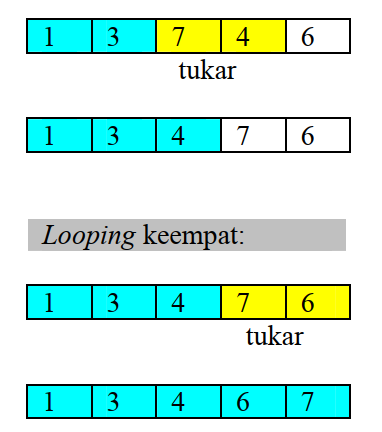 1 3 7 4 6
tukar
1 3 4 7 6
Looping keempat:
1 3 4 7 6
tukar
1 3 4 6 7